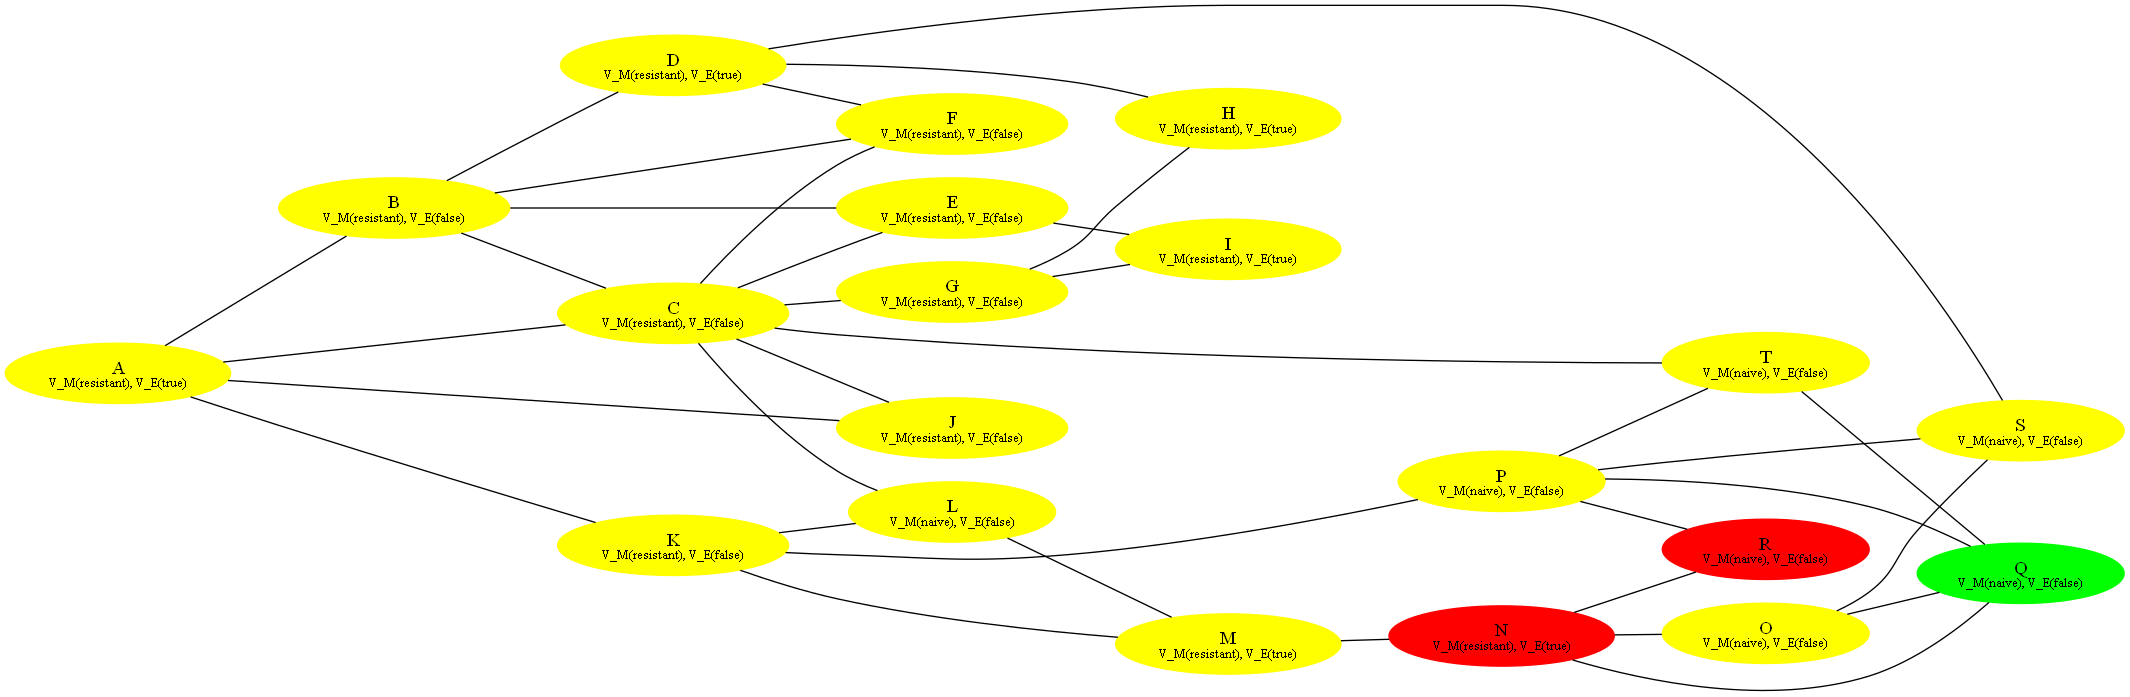 D
V_M(resistant), V_E(true)
F
V_M(resistant), V_E(false)
H
V_M(resistant), V_E(true)
B
V_M(resistant), V_E(false)
E
V_M(resistant), V_E(false)
I
V_M(resistant), V_E(true)
G
V_M(resistant), V_E(false)
C
V_M(resistant), V_E(false)
T
V_M(naive), V_E(false)
A
V_M(resistant), V_E(true)
J
V_M(resistant), V_E(false)
S
V_M(naive), V_E(false)
P
V_M(naive), V_E(false)
L
V_M(naive), V_E(false)
K
V_M(resistant), V_E(false)
R
V_M(naive), V_E(false)
Q
V_M(naive), V_E(false)
M
V_M(resistant), V_E(true)
N
V_M(resistant), V_E(true)
O
V_M(naive), V_E(false)